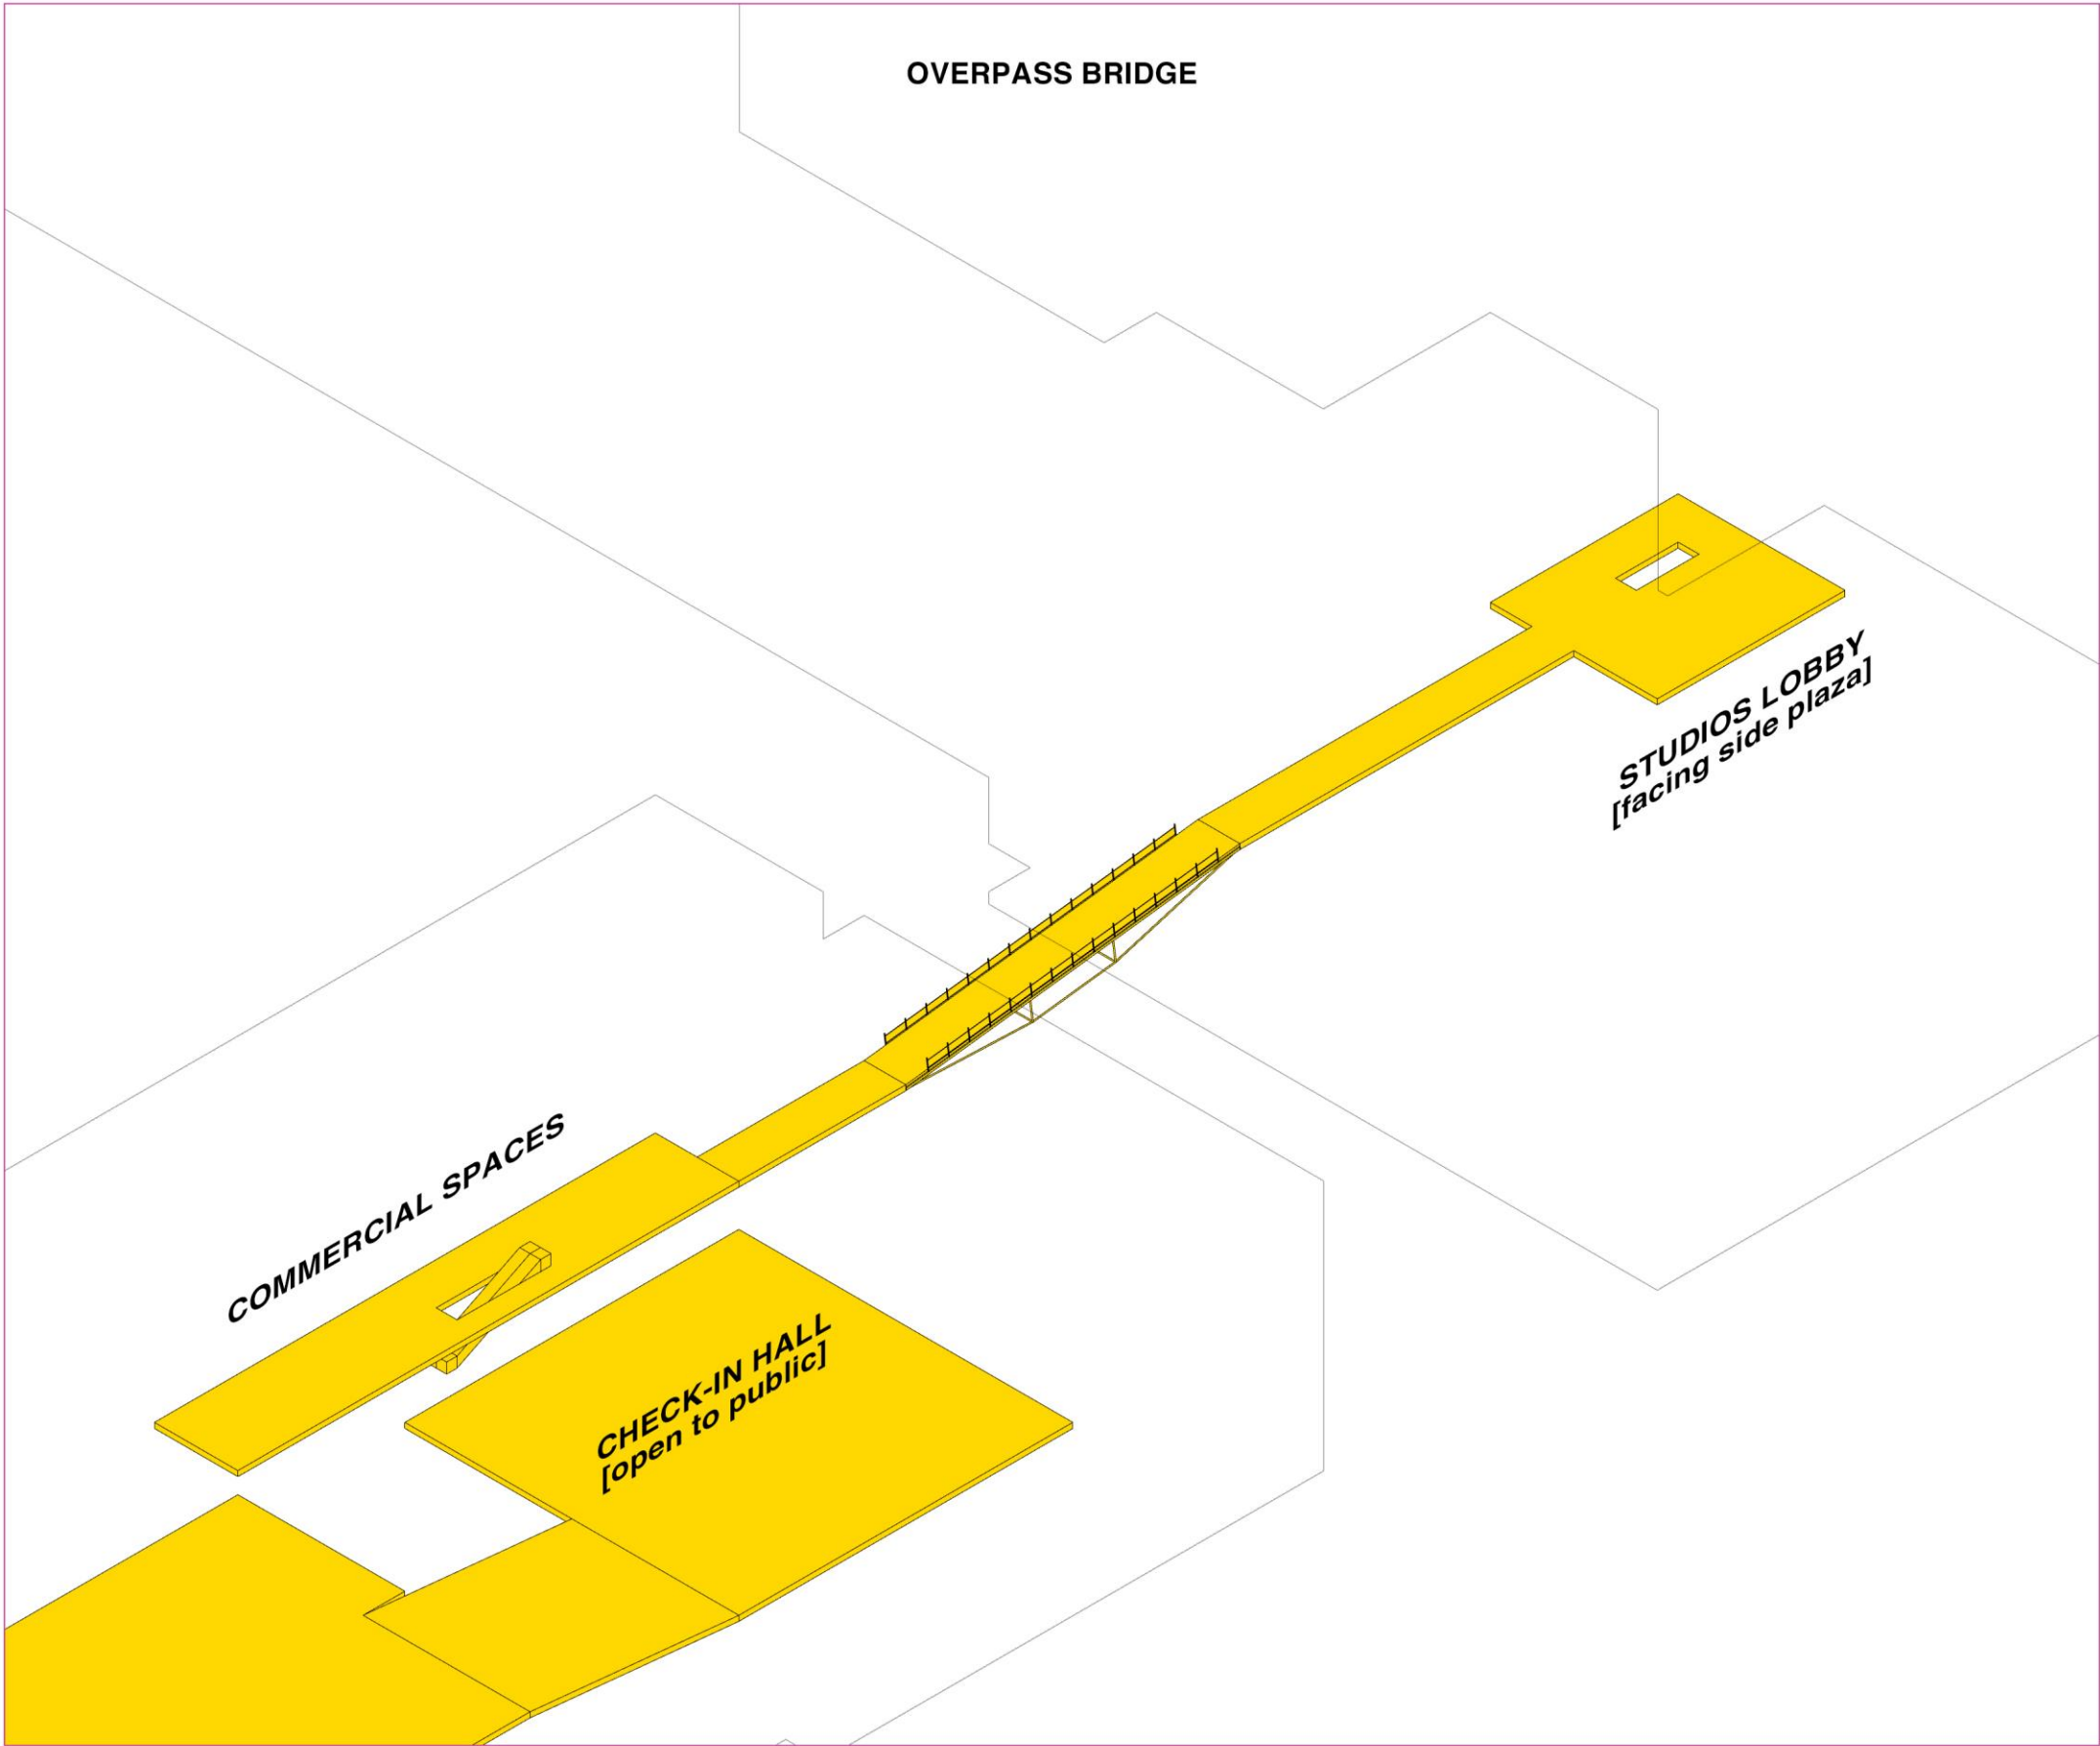 OVERPASS BRIDGE
STUDIOS LOBBY
[facing side plaza]
COMMERCIAL SPACES
CHECK-IN HALL
[open to public]